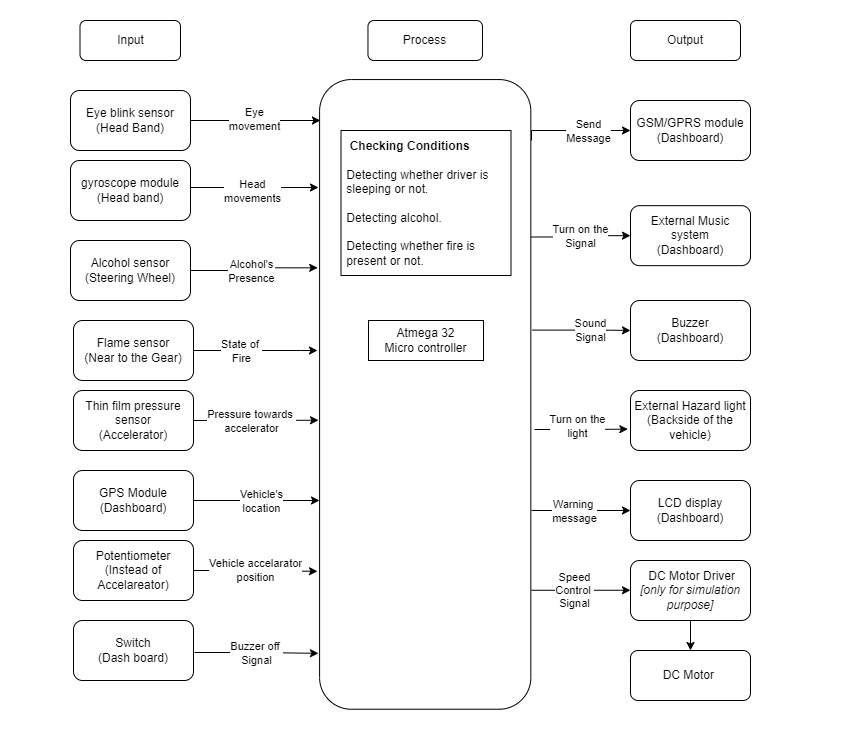 Input
Process
Output
Eye blink sensor
(Head Band)
Eye
movement
gyroscope module
(Head band)
Head
movements
Alcohol sensor
(Steering Wheel)
Alcohol's
Presence
Flame sensor
(Near to the Gear)
State of
Fire
Thin film pressure
sensor
(Accelerator)
Pressure towards
accelerator
GPS Module
(Dashboard)
Vehicle's
location
Potentiometer
(Instead of
Accelareator)
Vehicle accelarator
position
Switch
(Dash board)
Buzzer off
Signal
Checking Conditions
Detecting whether driver is
sleeping or not.
Detecting alcohol.
Detecting whether fire is
present or not.
Atmega 32
Micro controller
Send
Message
GSM/GPRS module
(Dashboard)
Turn on the
Signal
External Music
system
(Dashboard)
Sound
Signal
Buzzer
(Dashboard)
Turn on the
light
External Hazard light
(Backside of the
vehicle)
Warning
message
LCD display
(Dashboard)
Speed
Control
Signal
DC Motor Driver
[only for simulation
purpose]
DC Motor